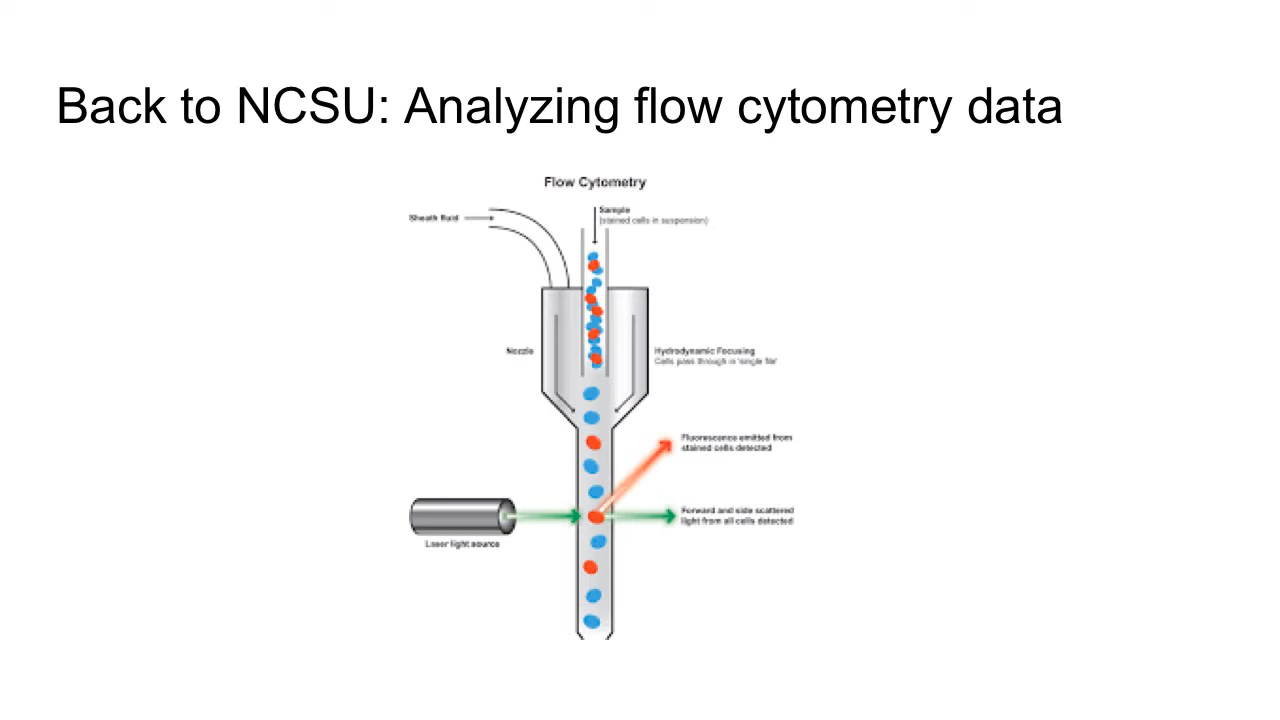 Back to NCSU: Analyzing flow cytometry data
Flow Cytometry
Sample
(stained cells in suspension)
Sheath fluid
Nozzle
Hydrodynamic Focusing
Cells pass through in 'single file'
Fluorescence emitted from
stained cells detected
Forward and side scattered
light from all cells detected
Laser light source